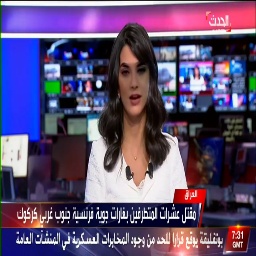 الحدث
العراق
مقتل عشرات المتطرفين بغارات جوية فرنسية جنوب غربي كركوك
7:31
GMT
بوتفليقة يوقع قرارا للحد من وجود المخابرات العسكرية في المنشآت العامة